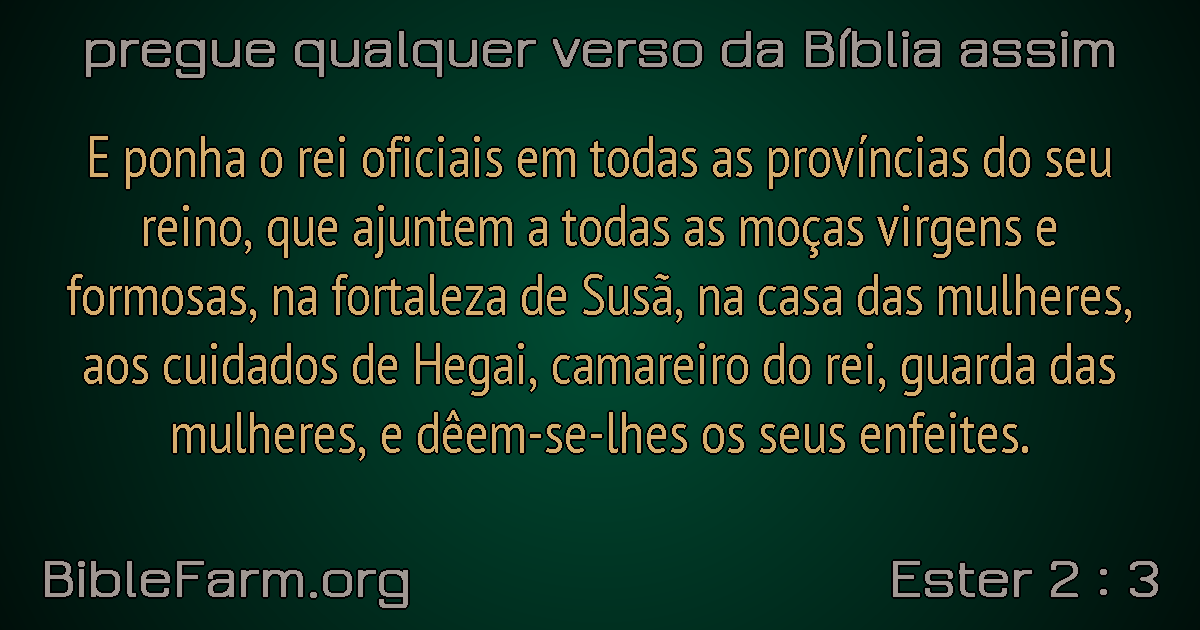 pregue qualquer verso da Bíblia assim
E ponha o rei oficiais em todas as províncias do seu
reino, que ajuntem a todas as moças virgens e
formosas, na fortaleza de Susã, na casa das mulheres,
aos cuidados de Hegai, camareiro do rei, guarda das
mulheres, e dêem-se-lhes os seus enfeites.
BibleFarm.org
Ester 2 : 3